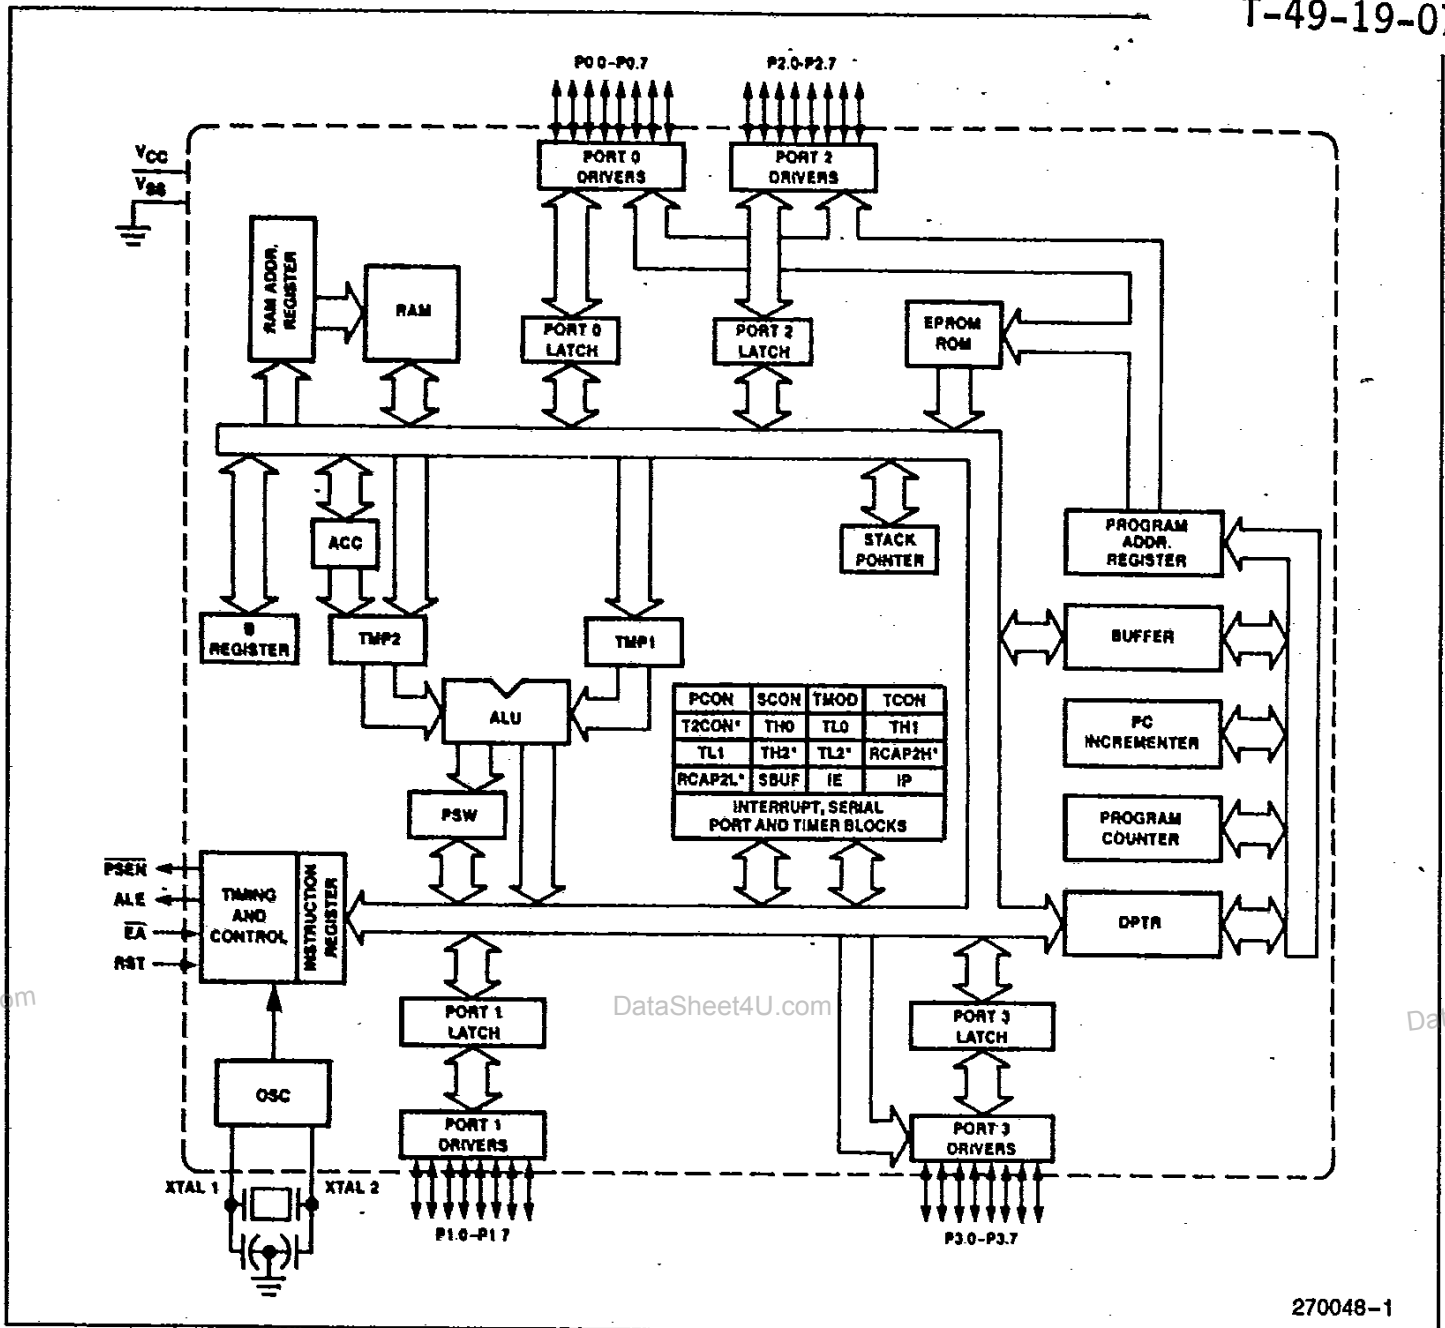 T-49-19-07
P0 0-P0.7
P2.0-P2.7
VCC
VSS
PORT 0
DRIVERS
PORT 2
DRIVERS
RAM ADDR.
REGISTER
RAM
PORT 0
LATCH
PORT 2
LATCH
EPROM
ROM
ACC
STACK
POINTER
PROGRAM
ADDR.
REGISTER
B
REGISTER
TMP2
TMP1
BUFFER
ALU
PCON SCON TMOD TCON
T2CON* TH0 TL0 TH1
TL1 TH2* TL2* RCAP2H*
RCAP2L* SBUF IE IP
INTERRUPT, SERIAL
PORT AND TIMER BLOCKS
PC
INCREMENTER
PSW
PROGRAM
COUNTER
PSEN
ALE
EA
RST
TIMING
AND
CONTROL
INSTRUCTION
REGISTER
DPTR
om
DataSheet4U.com
Dat
PORT 1
LATCH
PORT 3
LATCH
OSC
PORT 1
DRIVERS
PORT 3
DRIVERS
XTAL 1
XTAL 2
P1.0-P1 7
P3.0-P3.7
270048-1